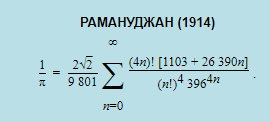 РАМАНУДЖАН (1914)
1/π = 2√2/9 801 ∑_{n=0}^{∞} (4n)! [1103 + 26 390n]/(n!)⁴ 396⁴ⁿ .